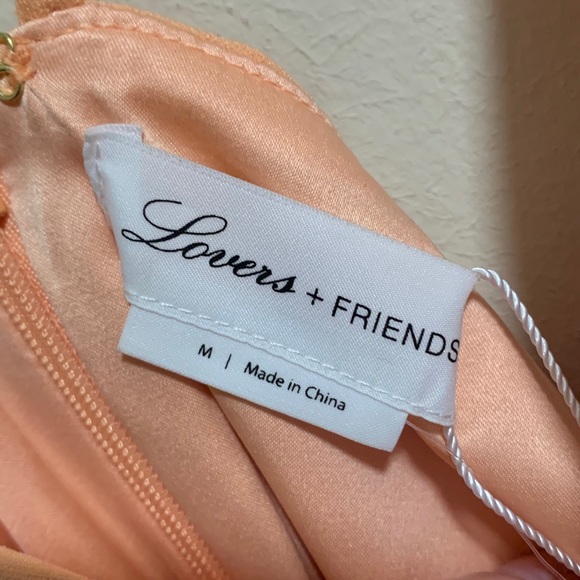 Lovers + FRIENDS
M | Made in China